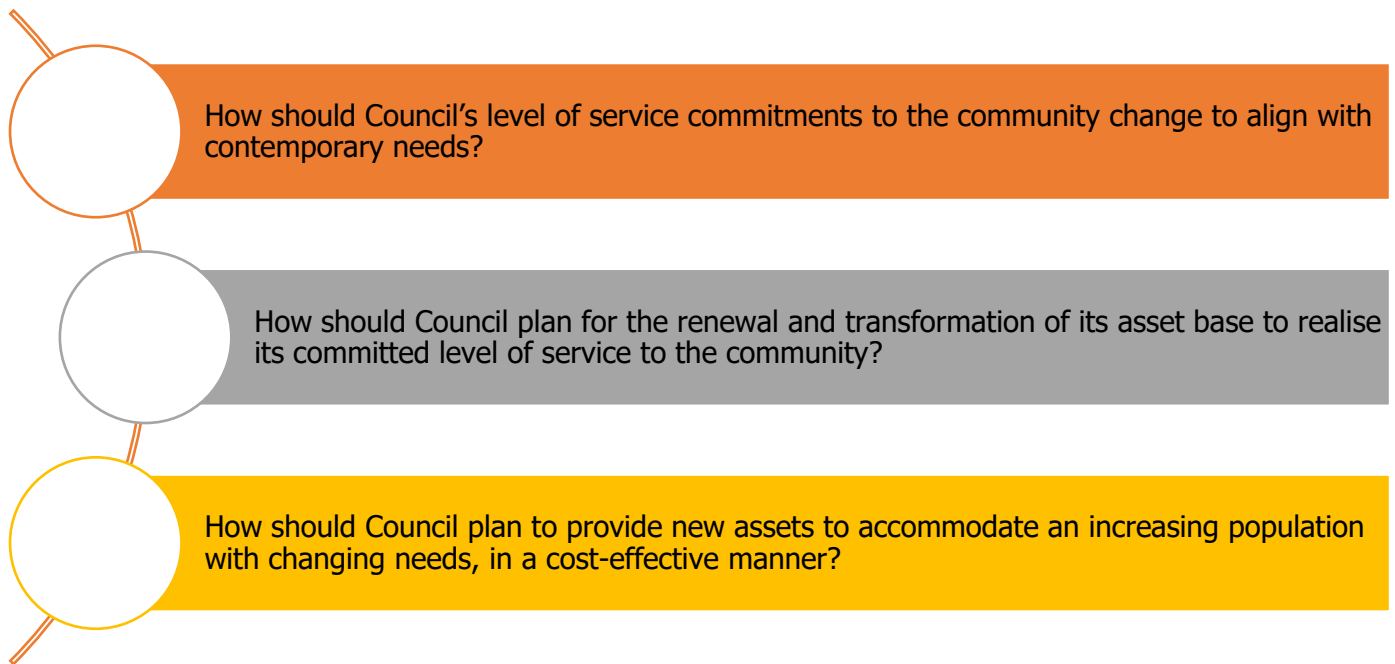 How should Council’s level of service commitments to the community change to align with
contemporary needs?
How should Council plan for the renewal and transformation of its asset base to realise
its committed level of service to the community?
How should Council plan to provide new assets to accommodate an increasing population
with changing needs, in a cost-effective manner?